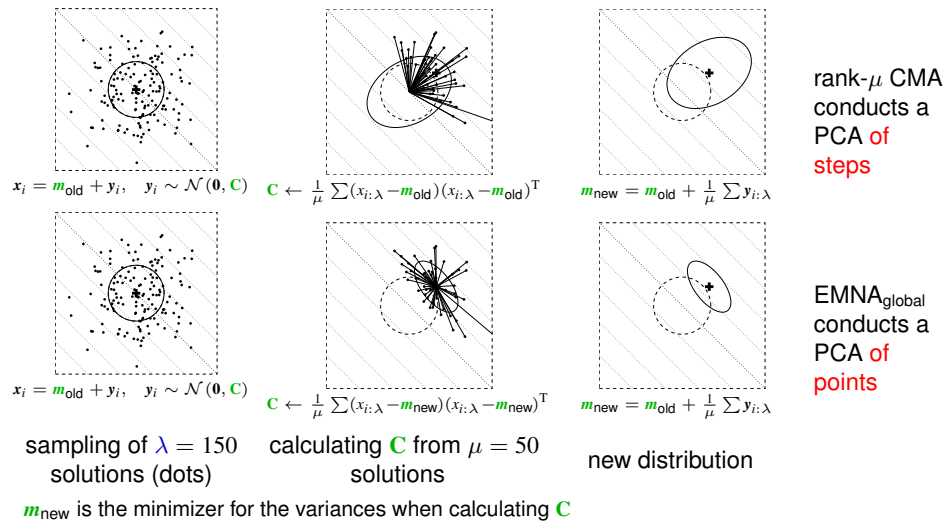 rank-μ CMA
conducts a
PCA of
steps
x_i = m_old + y_i, y_i ∼ N(0, C)
C ← 1/μ ∑(x_{i:λ} − m_old)(x_{i:λ} − m_old)^T
m_new = m_old + 1/μ ∑ y_{i:λ}
EMNA_global
conducts a
PCA of
points
x_i = m_old + y_i, y_i ∼ N(0, C)
C ← 1/μ ∑(x_{i:λ} − m_new)(x_{i:λ} − m_new)^T
m_new = m_old + 1/μ ∑ y_{i:λ}
sampling of λ = 150
solutions (dots)
calculating C from μ = 50
solutions
new distribution
m_new is the minimizer for the variances when calculating C